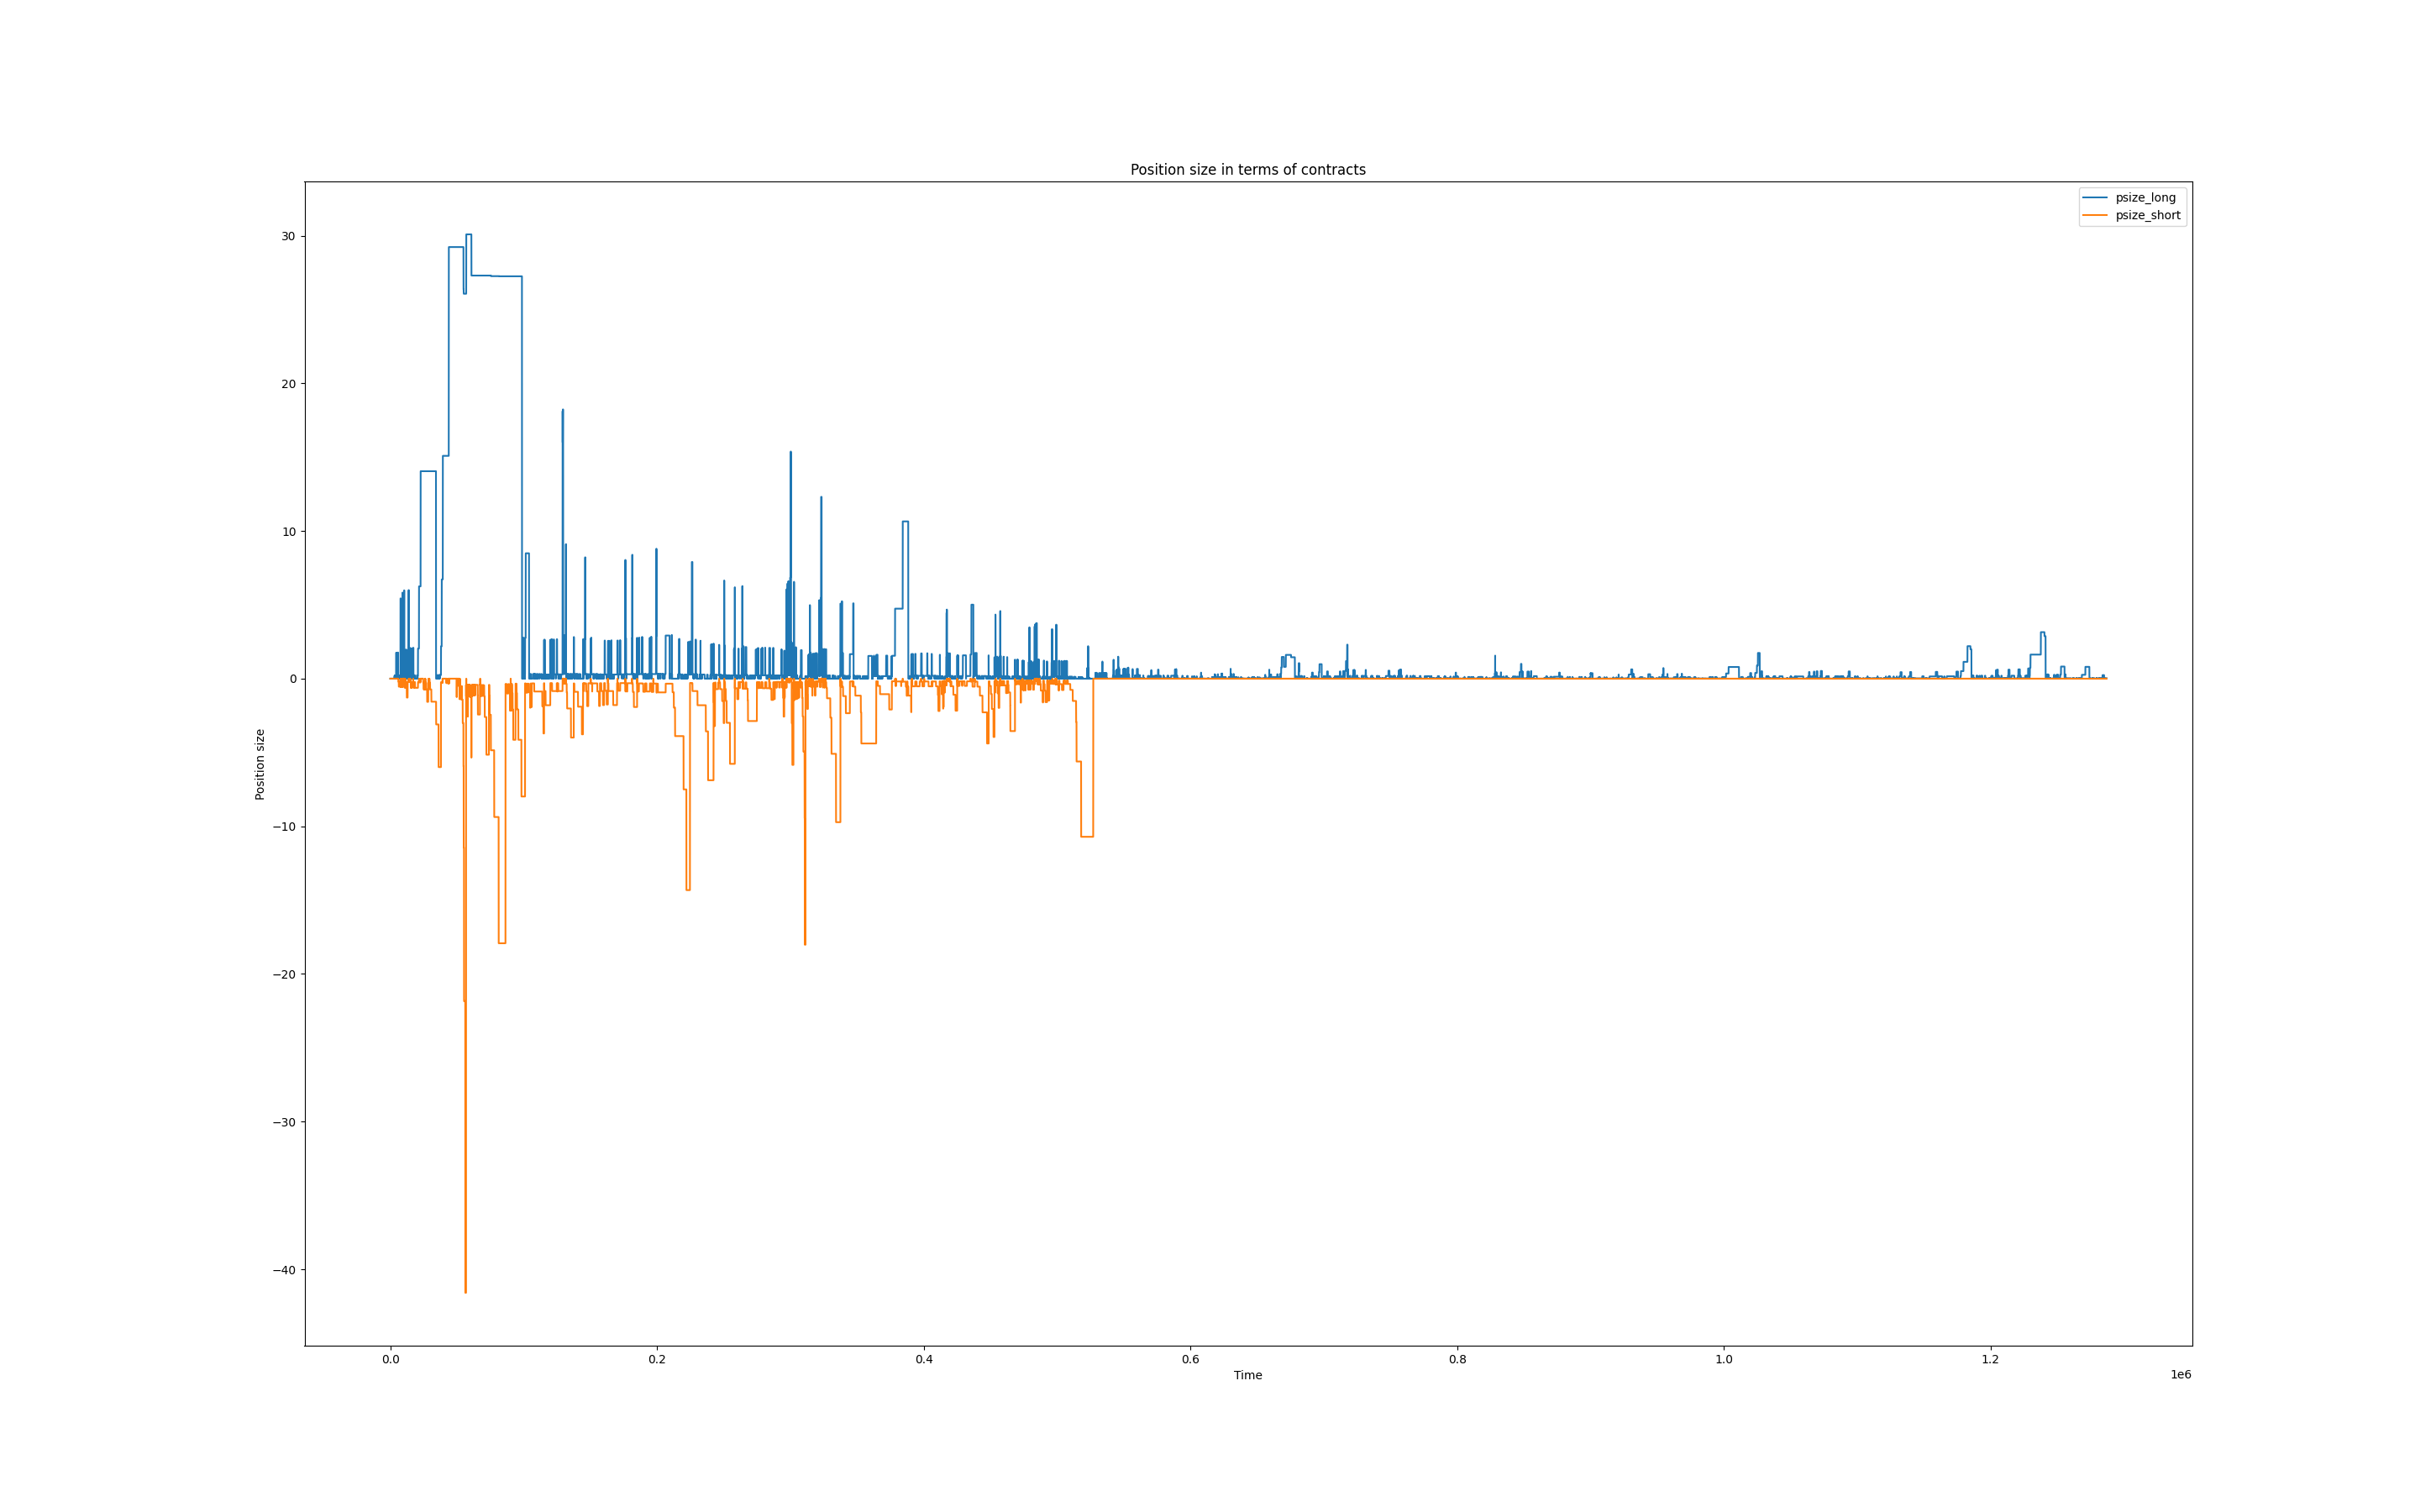 Position size in terms of contracts
psize_long
psize_short
Position size
30
20
10
0
−10
−20
−30
−40
0.0
0.2
0.4
0.6
0.8
1.0
1.2
1e6
Time